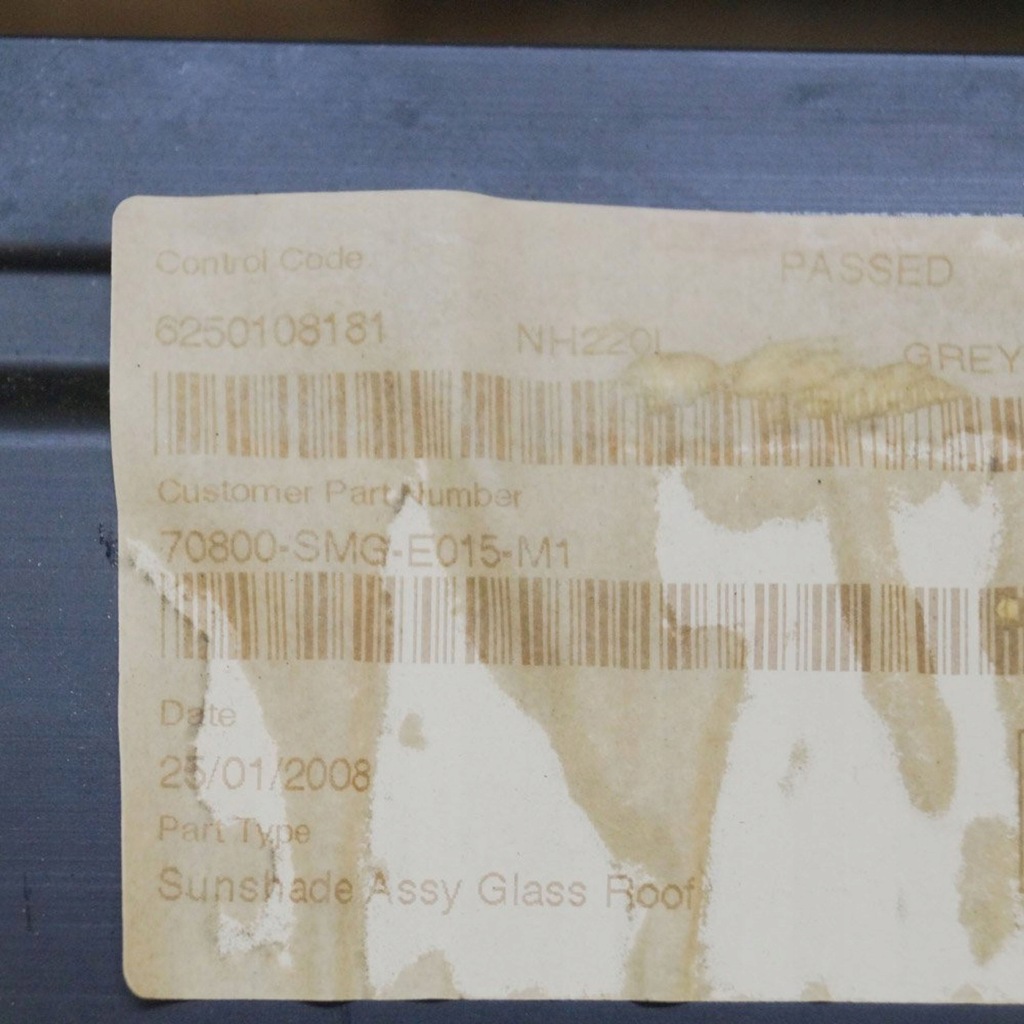 Control Code
PASSED
6250108181 NH220L GREY
Customer Part Number
70800-SMG-E015-M1
Date
25/01/2008
Part Type
Sunshade Assy Glass Roof